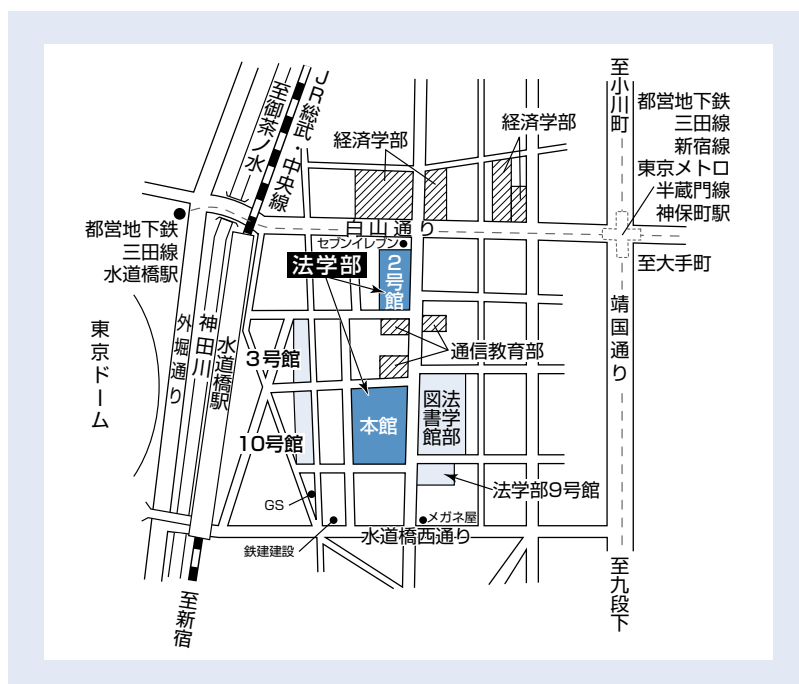 JR総武・中央線
至御茶ノ水
経済学部
経済学部
至小川町
都営地下鉄
三田線
新宿線
東京メトロ
半蔵門線
神保町駅
都営地下鉄
三田線
水道橋駅
白山通り
セブンイレブン
法学部
2号館
至大手町
東京ドーム
外堀通り
神田川
水道橋駅
3号館
通信教育部
靖国通り
10号館
本館
法学部
図書館
法学部9号館
GS
メガネ屋
鉄建建設
水道橋西通り
至新宿
至九段下